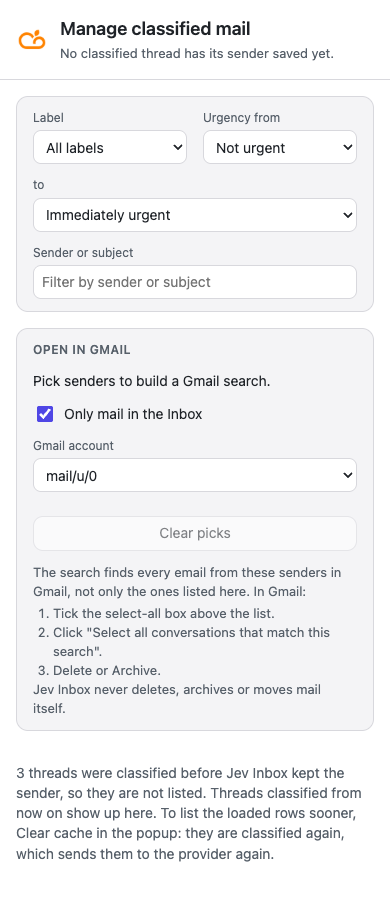 Manage classified mail
No classified thread has its sender saved yet.
Label
Urgency from
All labels
Not urgent
to
Immediately urgent
Sender or subject
Filter by sender or subject
OPEN IN GMAIL
Pick senders to build a Gmail search.
Only mail in the Inbox
Gmail account
mail/u/0
Clear picks
The search finds every email from these senders in
Gmail, not only the ones listed here. In Gmail:
1. Tick the select-all box above the list.
2. Click "Select all conversations that match this
search".
3. Delete or Archive.
Jev Inbox never deletes, archives or moves mail
itself.
3 threads were classified before Jev Inbox kept the
sender, so they are not listed. Threads classified from
now on show up here. To list the loaded rows sooner,
Clear cache in the popup: they are classified again,
which sends them to the provider again.